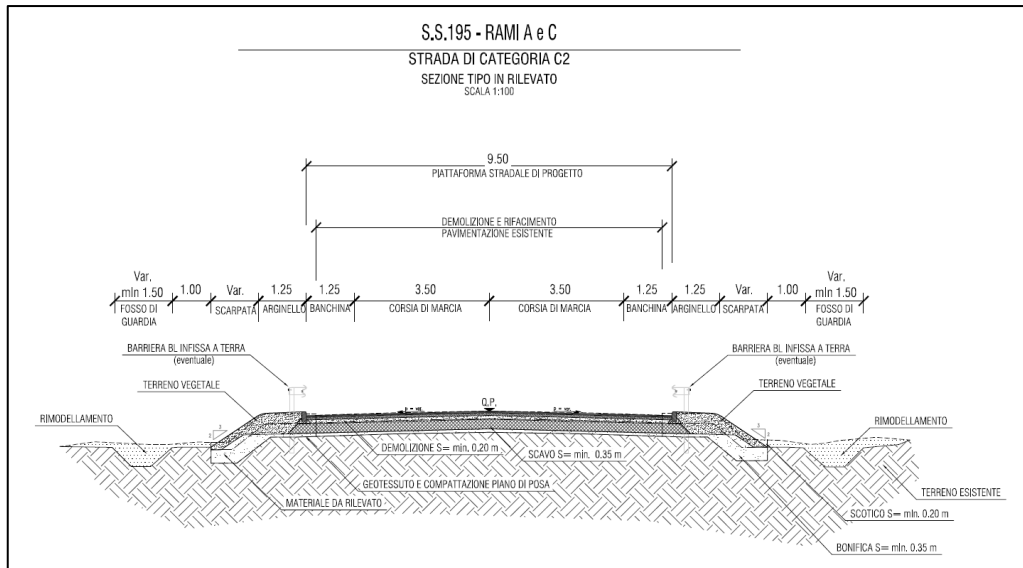 S.S.195 - RAMI A e C
STRADA DI CATEGORIA C2
SEZIONE TIPO IN RILEVATO
SCALA 1:100
9.50
PIATTAFORMA STRADALE DI PROGETTO
DEMOLIZIONE E RIFACIMENTO
PAVIMENTAZIONE ESISTENTE
Var. Var.
min 1.50 1.00 Var. 1.25 1.25 3.50 3.50 1.25 1.25 Var. 1.00 min 1.50
FOSSO DI SCARPATA ARGINELLO BANCHINA CORSIA DI MARCIA CORSIA DI MARCIA BANCHINA ARGINELLO SCARPATA FOSSO DI
GUARDIA GUARDIA
BARRIERA BL INFISSA A TERRA BARRIERA BL INFISSA A TERRA
(eventuale) (eventuale)
TERRENO VEGETALE TERRENO VEGETALE
Q.P.
RIMODELLAMENTO RIMODELLAMENTO
DEMOLIZIONE S= min. 0.20 m SCAVO S= min. 0.35 m
GEOTESSUTO E COMPATTAZIONE PIANO DI POSA
MATERIALE DA RILEVATO TERRENO ESISTENTE
SCOTICO S= min. 0.20 m
BONIFICA S= min. 0.35 m